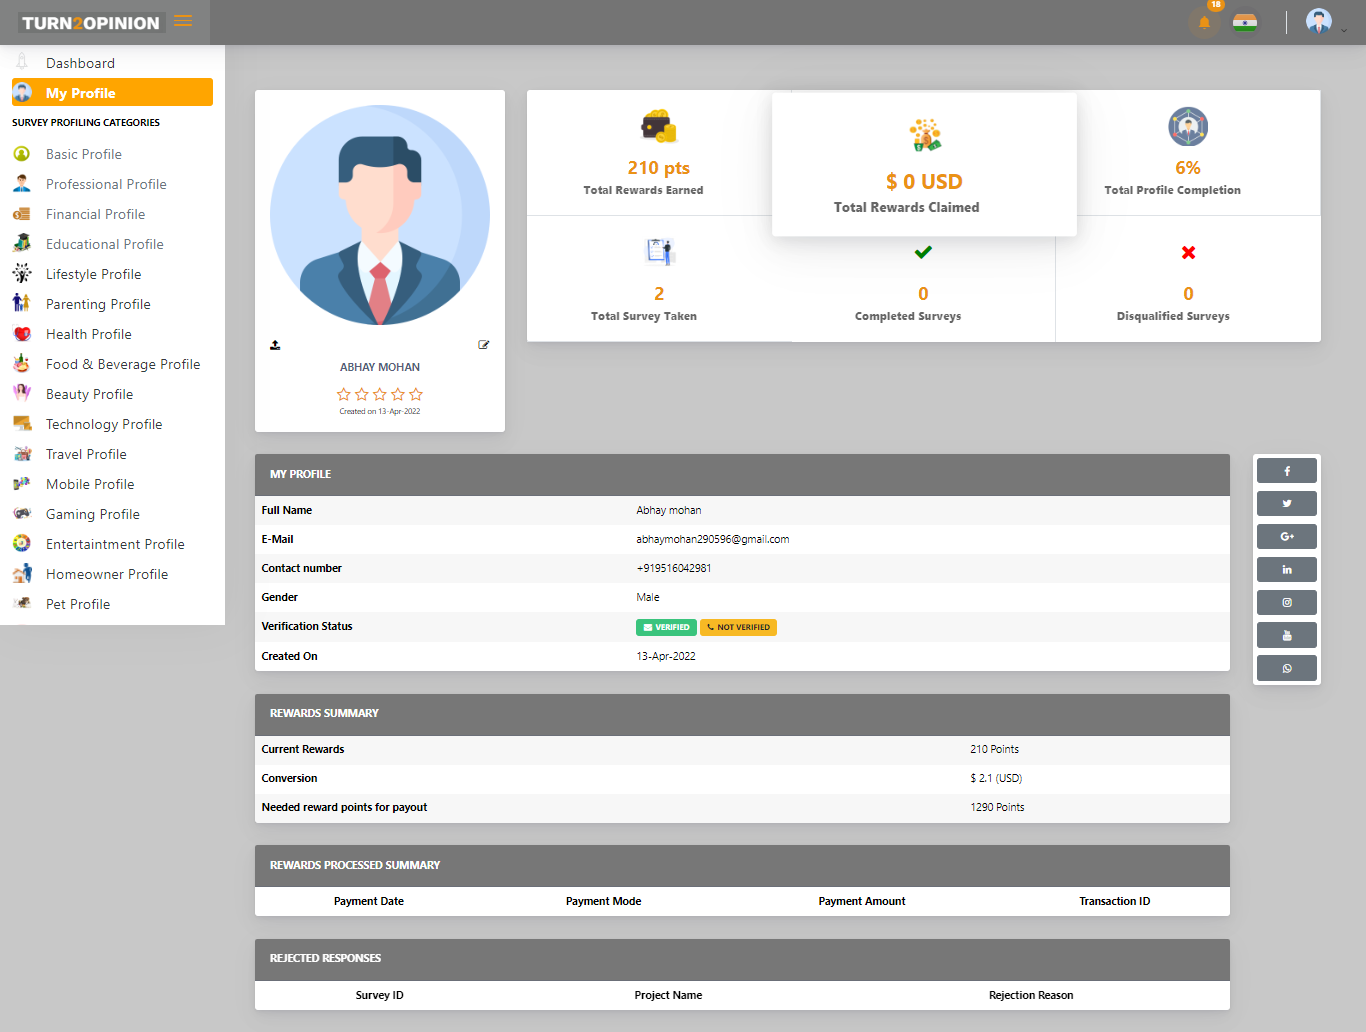 TURN2OPINION
18
Dashboard
My Profile
SURVEY PROFILING CATEGORIES
Basic Profile
Professional Profile
Financial Profile
Educational Profile
Lifestyle Profile
Parenting Profile
Health Profile
Food & Beverage Profile
Beauty Profile
Technology Profile
Travel Profile
Mobile Profile
Gaming Profile
Entertaintment Profile
Homeowner Profile
Pet Profile
ABHAY MOHAN
Created on 13-Apr-2022
210 pts
Total Rewards Earned
$ 0 USD
Total Rewards Claimed
6%
Total Profile Completion
2
Total Survey Taken
0
Completed Surveys
0
Disqualified Surveys
MY PROFILE
Full Name Abhay mohan
E-Mail abhaymohan290596@gmail.com
Contact number +919516042981
Gender Male
Verification Status VERIFIED NOT VERIFIED
Created On 13-Apr-2022
REWARDS SUMMARY
Current Rewards 210 Points
Conversion $ 2.1 (USD)
Needed reward points for payout 1290 Points
REWARDS PROCESSED SUMMARY
Payment Date Payment Mode Payment Amount Transaction ID
REJECTED RESPONSES
Survey ID Project Name Rejection Reason